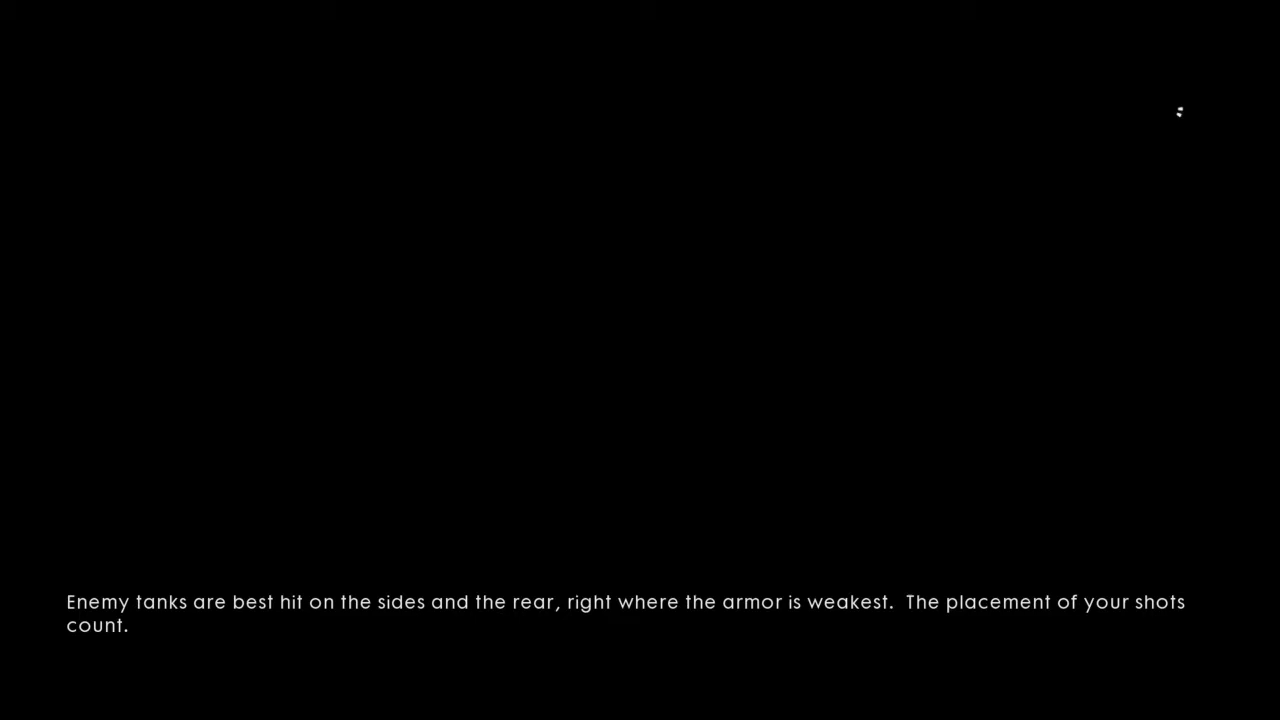 Enemy tanks are best hit on the sides and the rear, right where the armor is weakest.  The placement of your shots
count.